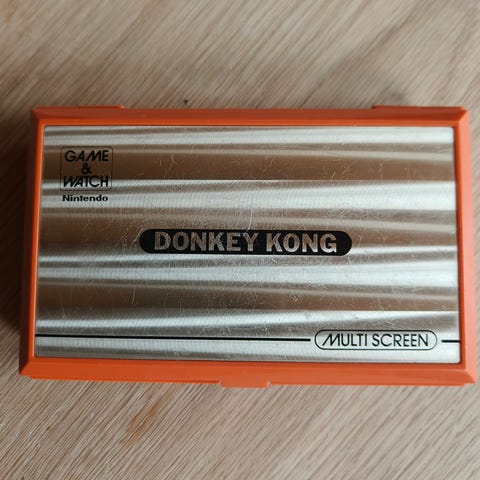 GAME
&
WATCH
Nintendo
DONKEY KONG
MULTI SCREEN